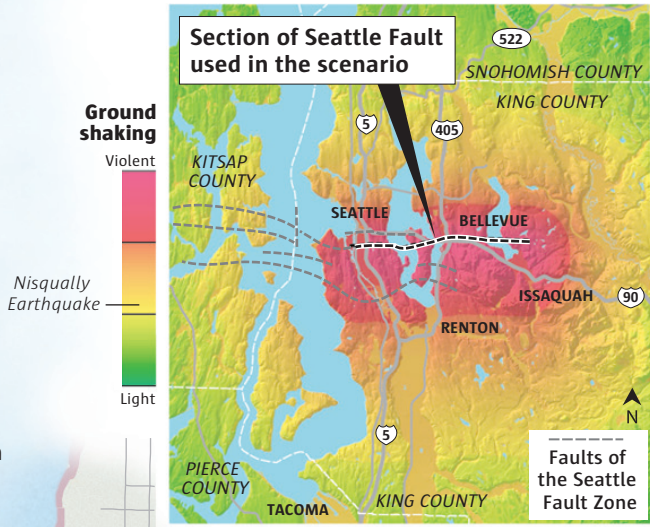 Section of Seattle Fault
used in the scenario
522
SNOHOMISH COUNTY
KING COUNTY
Ground
shaking
Violent
Nisqually
Earthquake
Light
5
405
KITSAP
COUNTY
SEATTLE
BELLEVUE
ISSAQUAH
90
RENTON
N
5
PIERCE
COUNTY
TACOMA
KING COUNTY
Faults of
the Seattle
Fault Zone